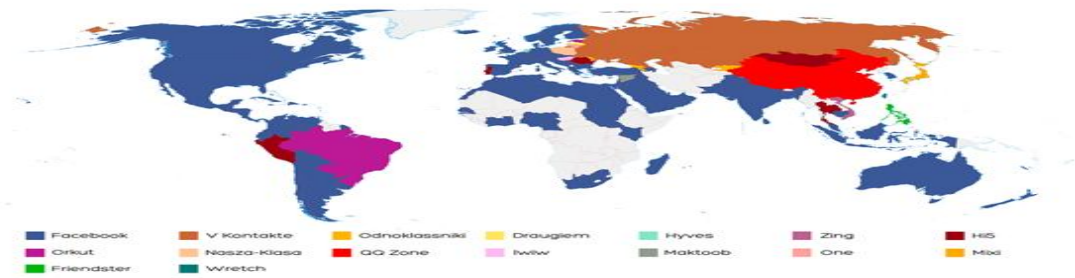 Facebook V Kontakte Odnoklassniki Draugiem Hyves Zing Hi5
Orkut Nasza-Klasa QQ Zone Iwiw Maktoob One Mixi
Friendster Wretch